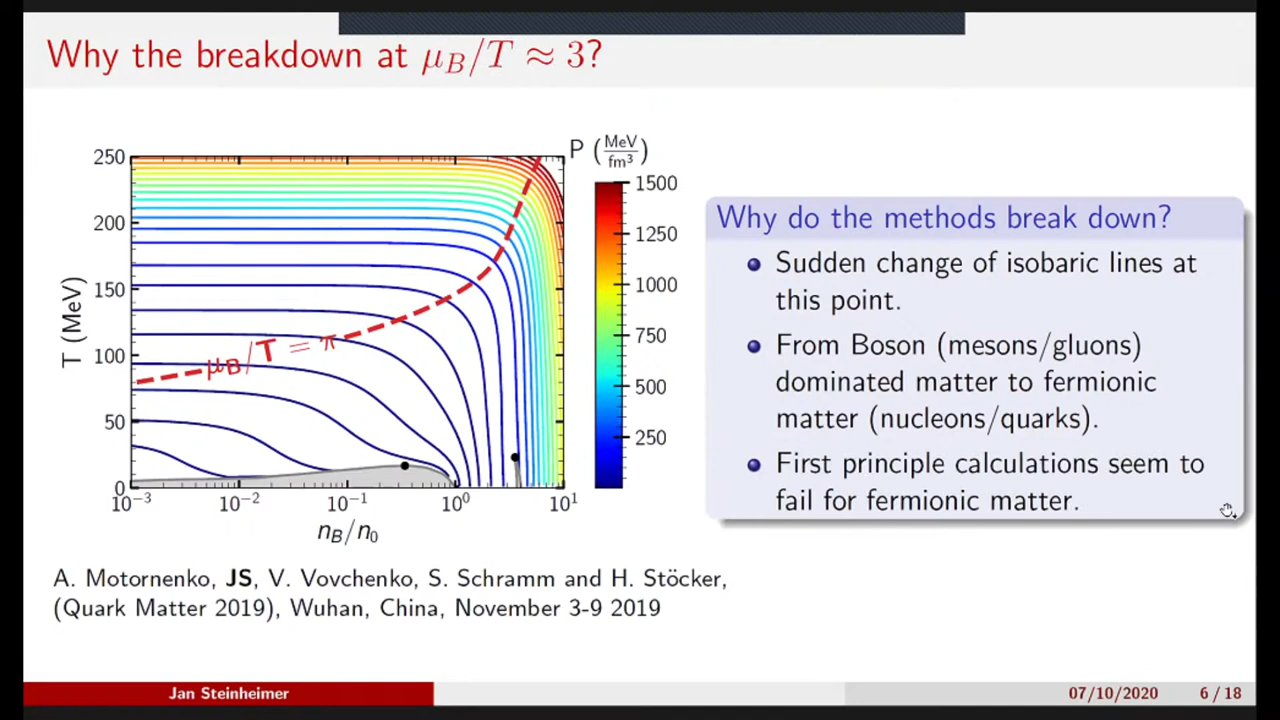 Why the breakdown at μ_B/T ≈ 3?
P (MeV/fm³)
250
200
150
100
50
0
T (MeV)
μ_B/T = π
10⁻³ 10⁻² 10⁻¹ 10⁰ 10¹
n_B/n₀
1500
1250
1000
750
500
250
Why do the methods break down?
Sudden change of isobaric lines at
this point.
From Boson (mesons/gluons)
dominated matter to fermionic
matter (nucleons/quarks).
First principle calculations seem to
fail for fermionic matter.
A. Motornenko, JS, V. Vovchenko, S. Schramm and H. Stöcker,
(Quark Matter 2019), Wuhan, China, November 3-9 2019
Jan Steinheimer 07/10/2020 6 / 18